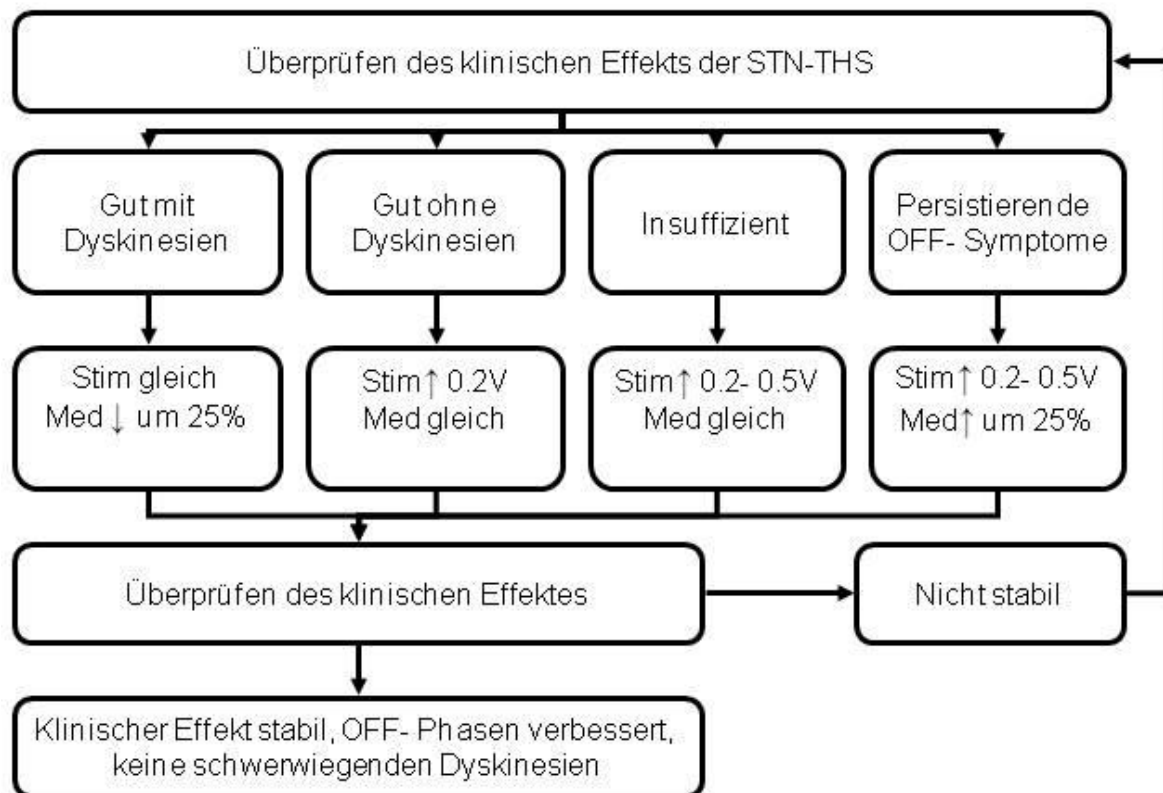 Überprüfen des klinischen Effekts der STN-THS
Gut mit
Dyskinesien
Gut ohne
Dyskinesien
Insuffizient
Persistierende
OFF- Symptome
Stim gleich
Med ↓ um 25%
Stim↑ 0.2V
Med gleich
Stim↑ 0.2- 0.5V
Med gleich
Stim↑ 0.2- 0.5V
Med↑ um 25%
Überprüfen des klinischen Effektes
Nicht stabil
Klinischer Effekt stabil, OFF- Phasen verbessert,
keine schwerwiegenden Dyskinesien